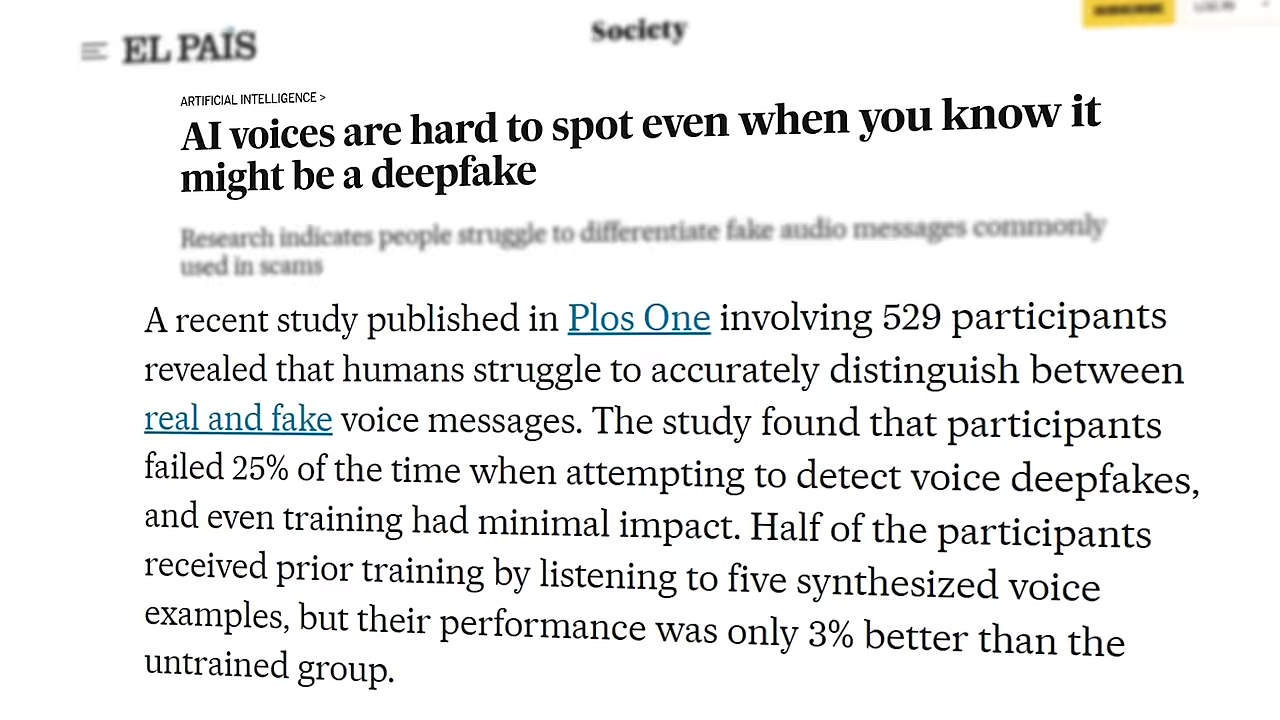 EL PAÍS
Society
SUBSCRIBE
LOG IN
ARTIFICIAL INTELLIGENCE >
AI voices are hard to spot even when you know it
might be a deepfake
Research indicates people struggle to differentiate fake audio messages commonly
used in scams
A recent study published in Plos One involving 529 participants
revealed that humans struggle to accurately distinguish between
real and fake voice messages. The study found that participants
failed 25% of the time when attempting to detect voice deepfakes,
and even training had minimal impact. Half of the participants
received prior training by listening to five synthesized voice
examples, but their performance was only 3% better than the
untrained group.